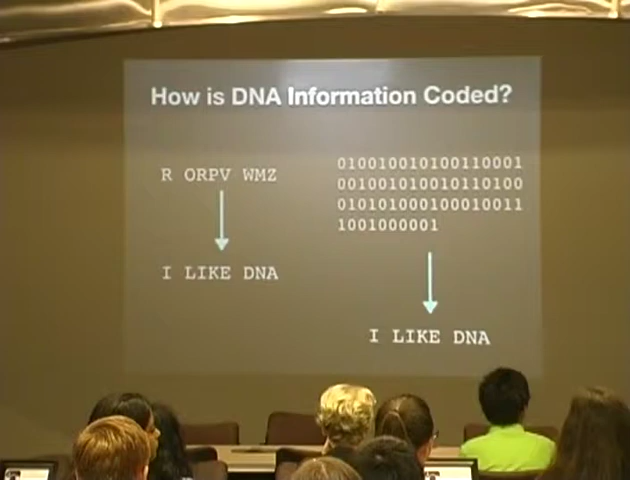 How is DNA Information Coded?
R ORPV WMZ
I LIKE DNA
010010010100110001
001001010010110100
010101000100010011
1001000001
I LIKE DNA